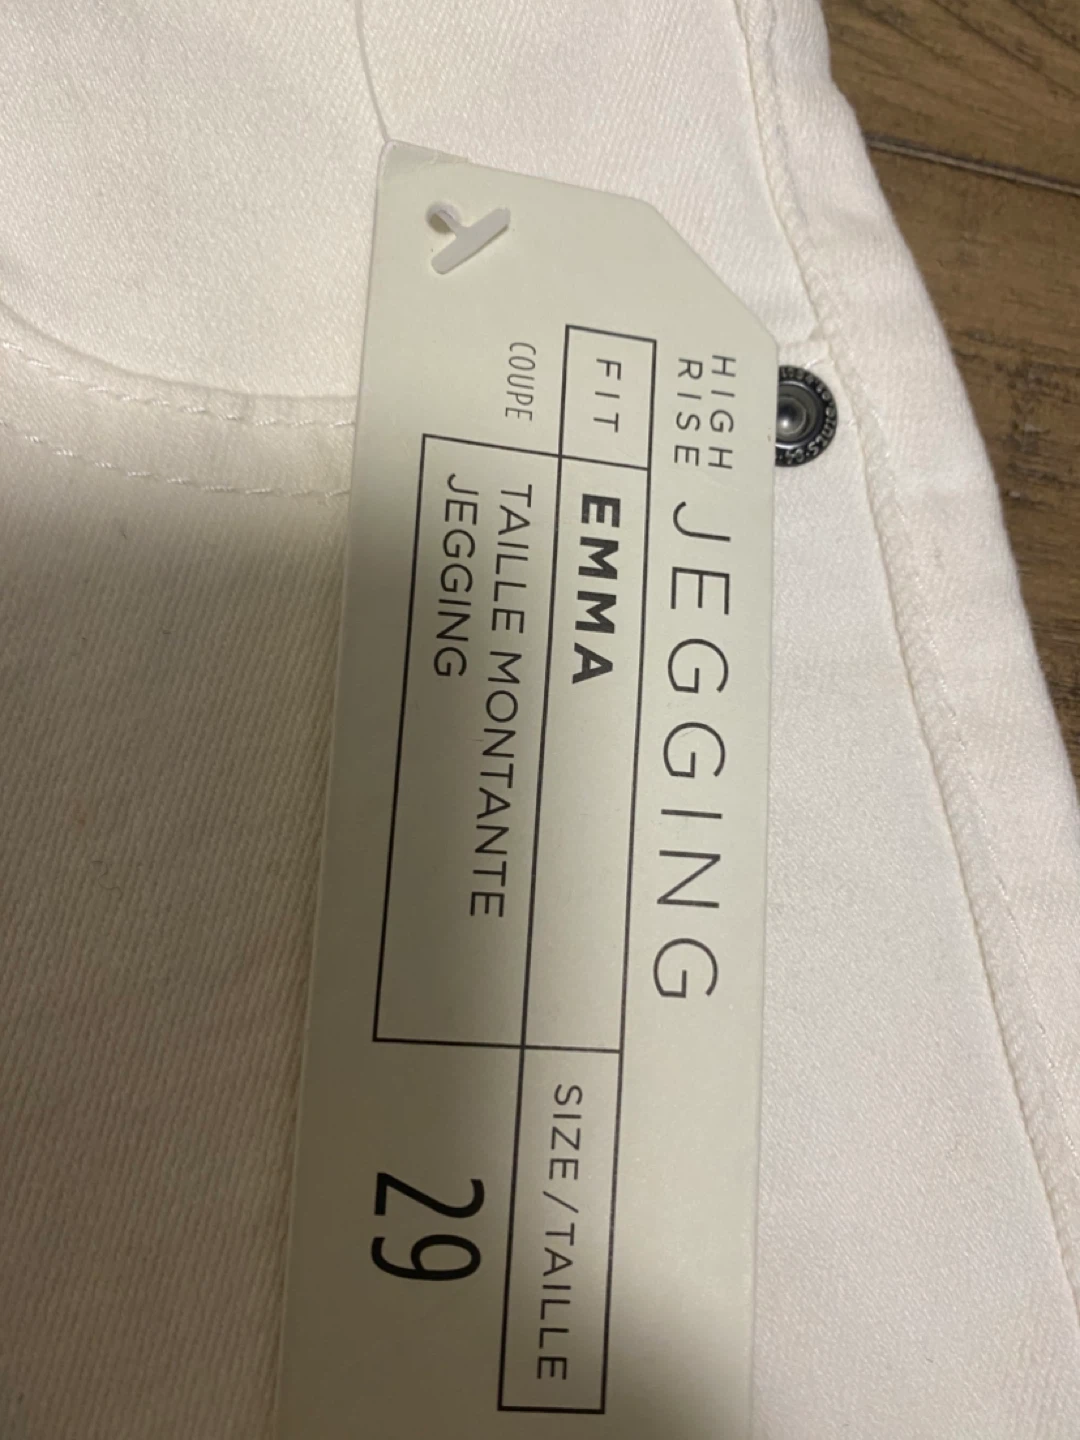 HIGH
RISE
JEGGING
FIT
EMMA
COUPE
TAILLE MONTANTE
JEGGING
SIZE/TAILLE
29